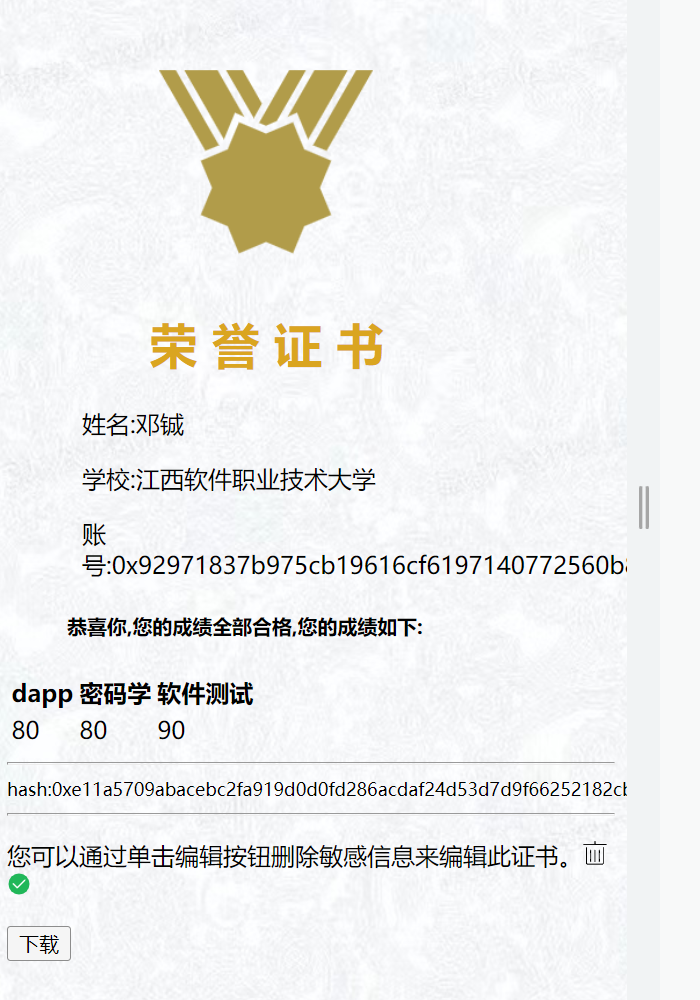 荣誉证书
姓名:邓铖
学校:江西软件职业技术大学
账
号:0x92971837b975cb19616cf6197140772560b
恭喜你,您的成绩全部合格,您的成绩如下:
dapp 密码学 软件测试
80 80 90
hash:0xe11a5709abacebc2fa919d0d0fd286acdaf24d53d7d9f66252182c
您可以通过单击编辑按钮删除敏感信息来编辑此证书。
下载